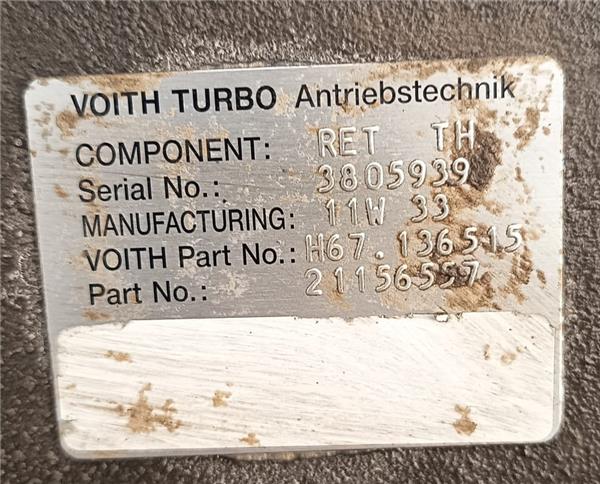 VOITH TURBO Antriebstechnik
COMPONENT: RET TH
Serial No.: 3805939
MANUFACTURING: 11W 33
VOITH Part No.: H67.136515
Part No.: 21156557